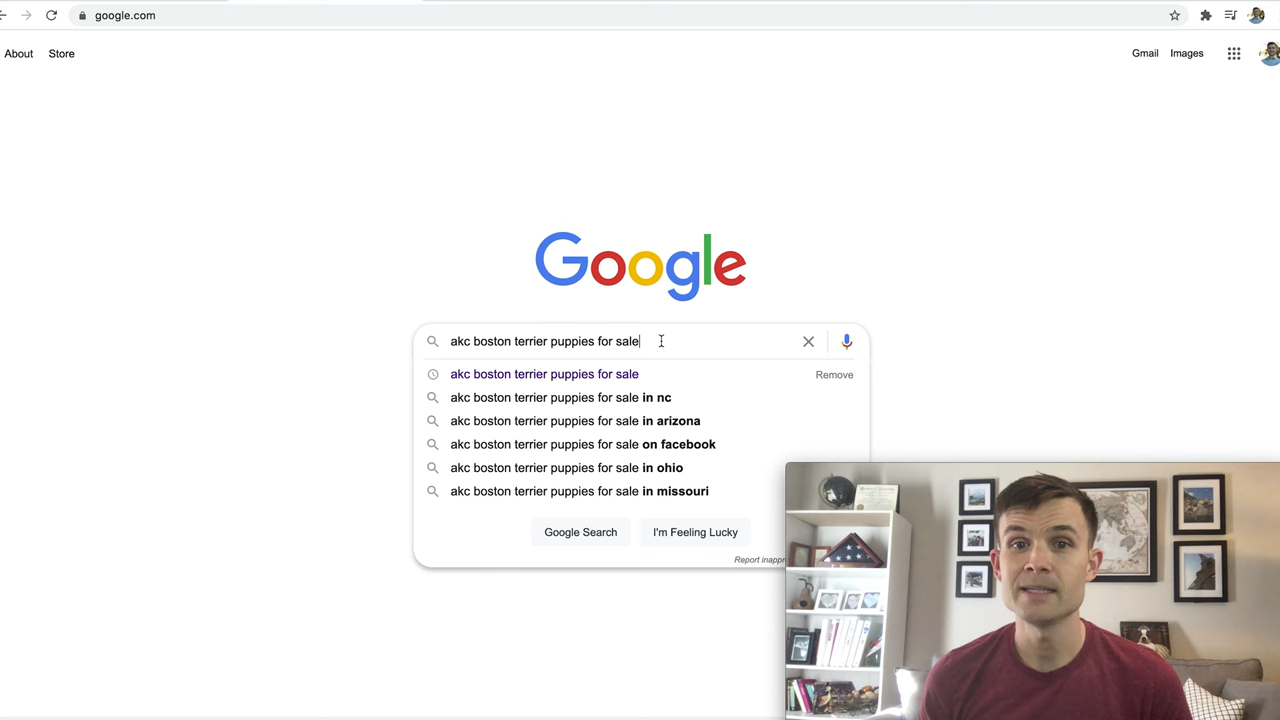 google.com
About Store Gmail Images
Google
akc boston terrier puppies for sale
akc boston terrier puppies for sale Remove
akc boston terrier puppies for sale in nc
akc boston terrier puppies for sale in arizona
akc boston terrier puppies for sale on facebook
akc boston terrier puppies for sale in ohio
akc boston terrier puppies for sale in missouri
Google Search I'm Feeling Lucky
Report inappr